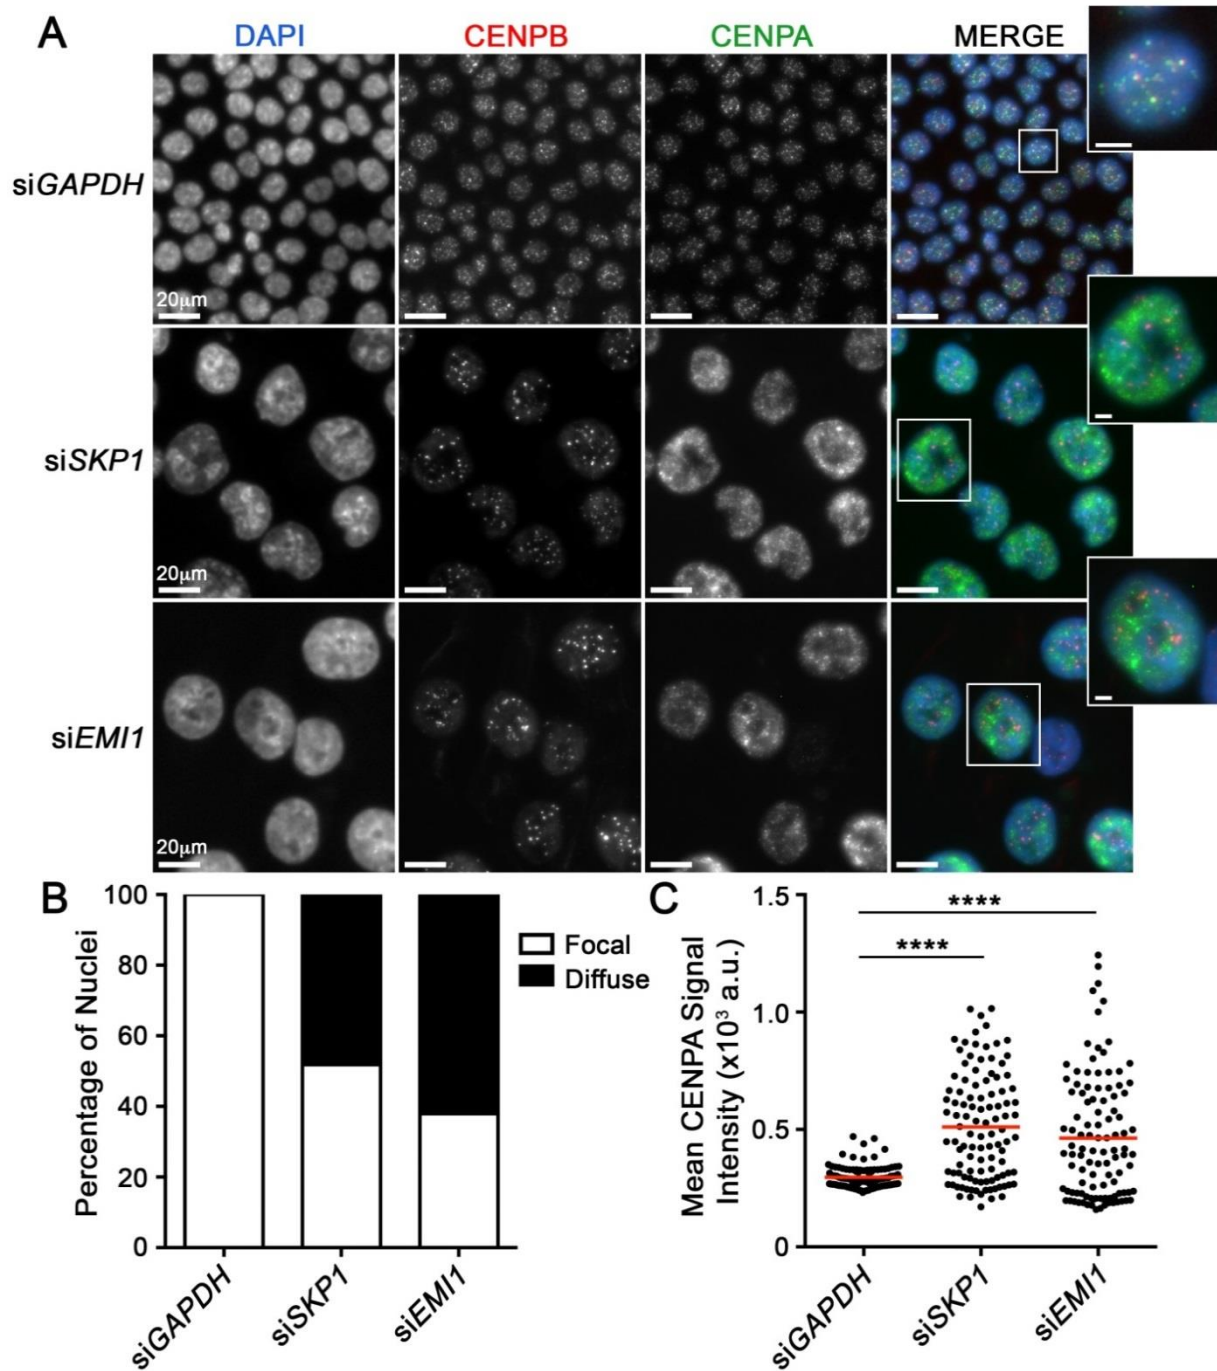 A
DAPI
CENPB
CENPA
MERGE
siGAPDH
20μm
siSKP1
20μm
siEMI1
20μm
B
Percentage of Nuclei
100
80
60
40
20
0
Focal
Diffuse
siGAPDH
siSKP1
siEMI1
C
Mean CENPA Signal
Intensity (x10³ a.u.)
1.5
1.0
0.5
0
****
****
siGAPDH
siSKP1
siEMI1